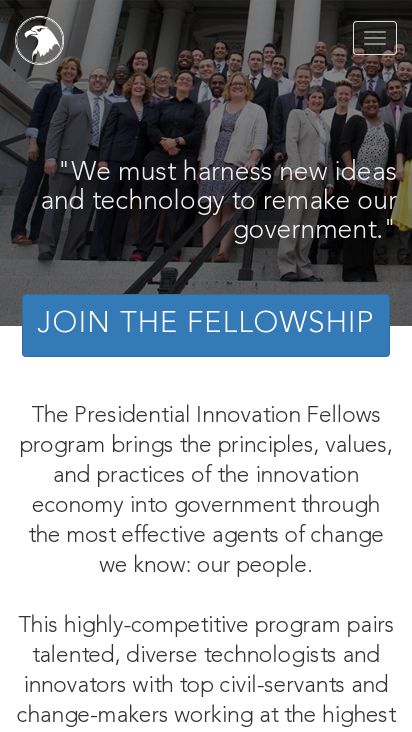 "We must harness new ideas
and technology to remake our
government."
JOIN THE FELLOWSHIP
The Presidential Innovation Fellows
program brings the principles, values,
and practices of the innovation
economy into government through
the most effective agents of change
we know: our people.
This highly-competitive program pairs
talented, diverse technologists and
innovators with top civil-servants and
change-makers working at the highest